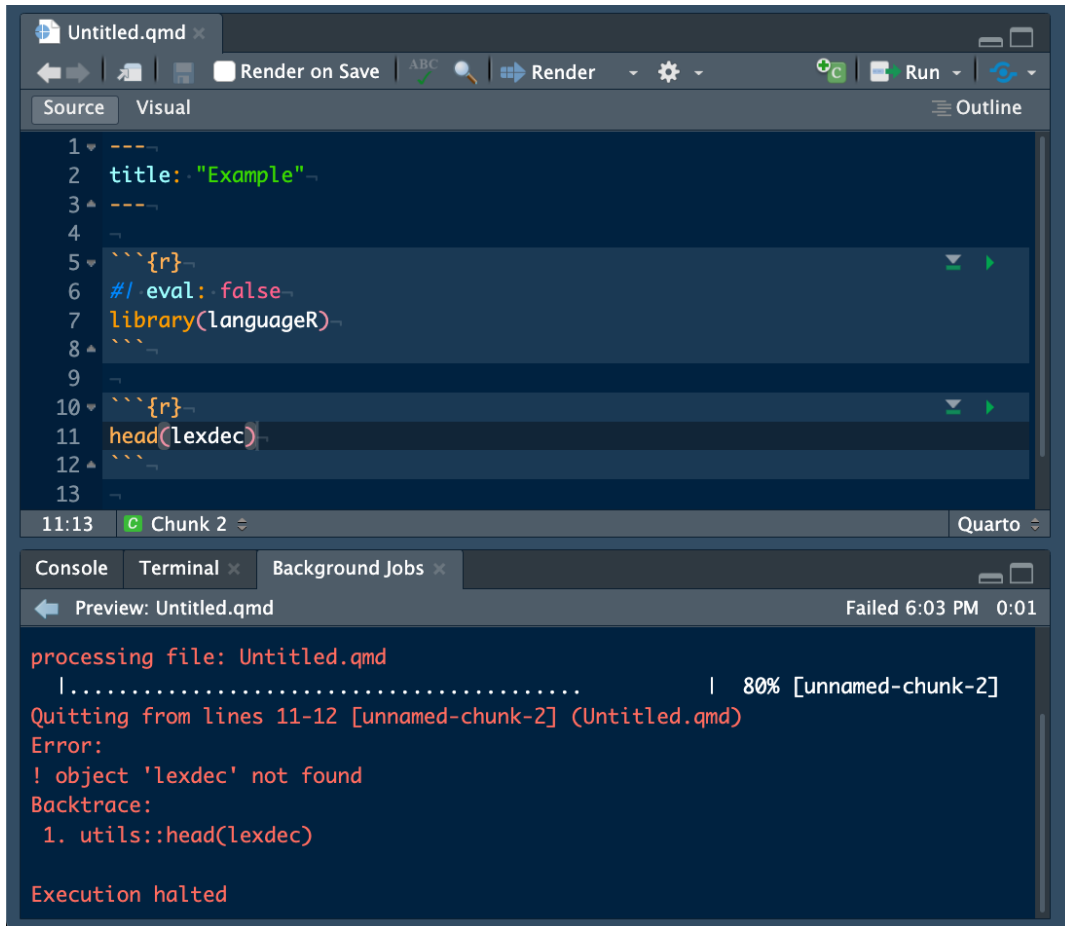 Untitled.qmd ×
Render on Save ABC Render C Run
Source Visual Outline
1 ---¬
2 title:·"Example"¬
3 ---¬
4 ¬
5 ```{r}¬
6 #|·eval:·false¬
7 library(languageR)¬
8 ```¬
9 ¬
10 ```{r}¬
11 head(lexdec)¬
12 ```¬
13 ¬
11:13 C Chunk 2 Quarto
Console Terminal × Background Jobs ×
Preview: Untitled.qmd Failed 6:03 PM 0:01
processing file: Untitled.qmd
|.......................................... | 80% [unnamed-chunk-2]
Quitting from lines 11-12 [unnamed-chunk-2] (Untitled.qmd)
Error:
! object 'lexdec' not found
Backtrace:
1. utils::head(lexdec)
Execution halted